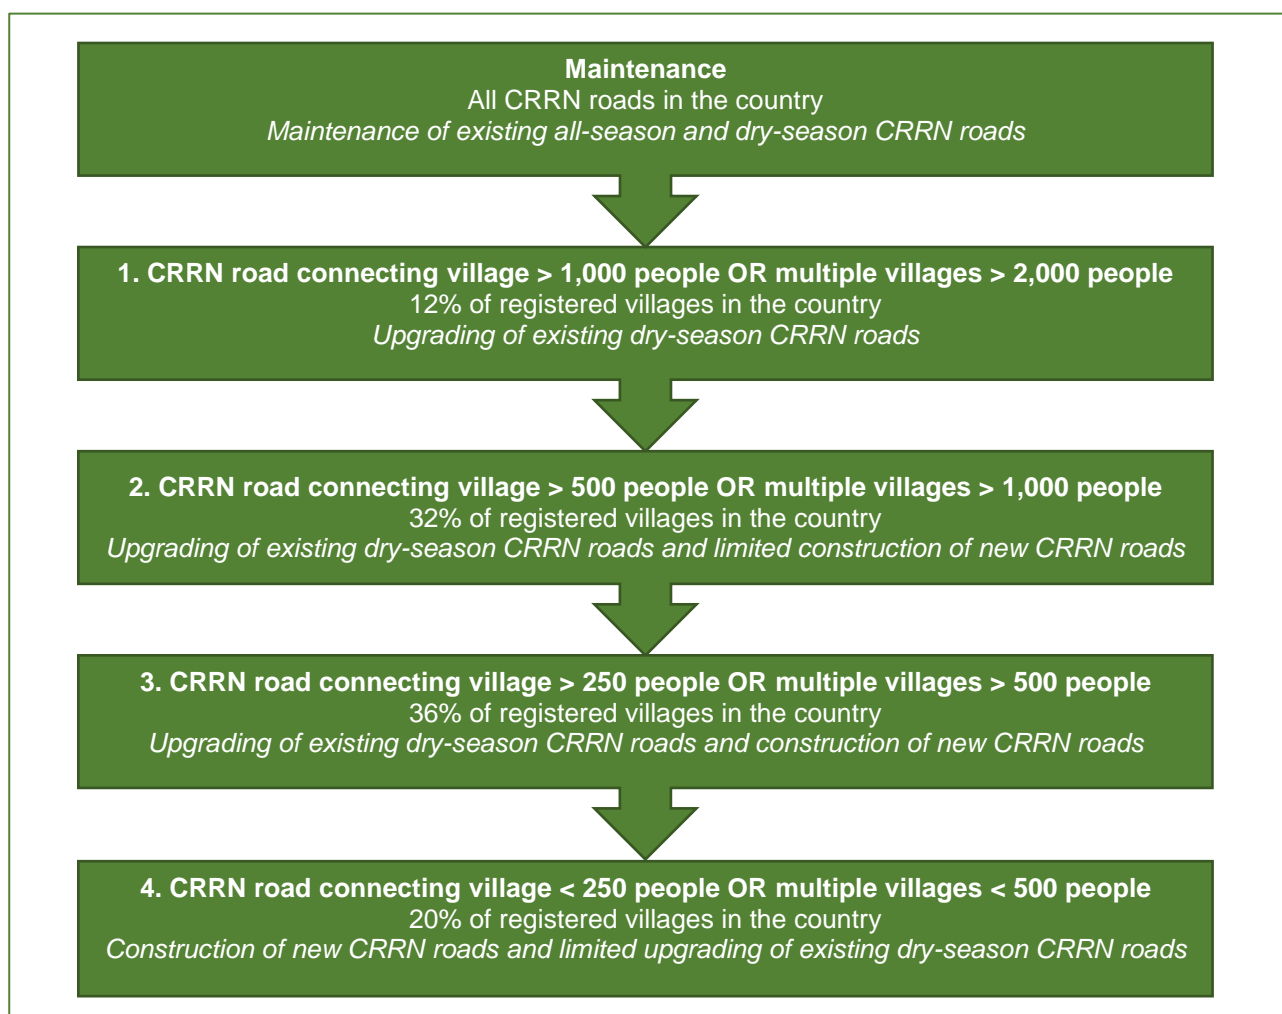 Maintenance
All CRRN roads in the country
Maintenance of existing all-season and dry-season CRRN roads
1. CRRN road connecting village > 1,000 people OR multiple villages > 2,000 people
12% of registered villages in the country
Upgrading of existing dry-season CRRN roads
2. CRRN road connecting village > 500 people OR multiple villages > 1,000 people
32% of registered villages in the country
Upgrading of existing dry-season CRRN roads and limited construction of new CRRN roads
3. CRRN road connecting village > 250 people OR multiple villages > 500 people
36% of registered villages in the country
Upgrading of existing dry-season CRRN roads and construction of new CRRN roads
4. CRRN road connecting village < 250 people OR multiple villages < 500 people
20% of registered villages in the country
Construction of new CRRN roads and limited upgrading of existing dry-season CRRN roads